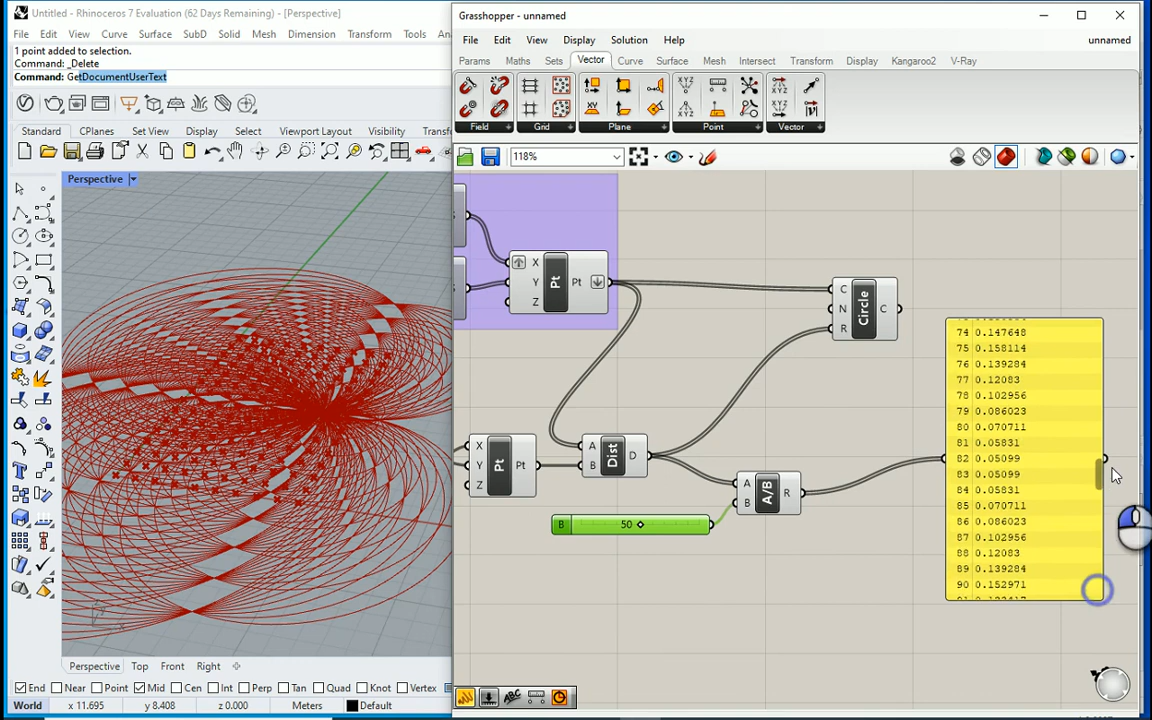 Untitled - Rhinoceros 7 Evaluation (62 Days Remaining) - [Perspective]
File Edit View Curve Surface SubD Solid Mesh Dimension Transform Tools An
1 point added to selection.
Command: _Delete
Command: GetDocumentUserText
Standard CPlanes Set View Display Select Viewport Layout Visibility Transf
Perspective
Perspective Top Front Right
End Near Point Mid Cen Int Perp Tan Quad Knot Vertex
World x 11.695 y 8.408 z 0.000 Meters Default
Grasshopper - unnamed
File Edit View Display Solution Help unnamed
Params Maths Sets Vector Curve Surface Mesh Intersect Transform Display Kangaroo2 V-Ray
Field Grid Plane Point Vector
118%
X Y Z Pt Pt
C N R Circle C
X Y Z Pt Pt
A B Dist D
A B A/B R
B 50
74 0.147648
75 0.158114
76 0.139284
77 0.12083
78 0.102956
79 0.086023
80 0.070711
81 0.05831
82 0.05099
83 0.05099
84 0.05831
85 0.070711
86 0.086023
87 0.102956
88 0.12083
89 0.139284
90 0.152971